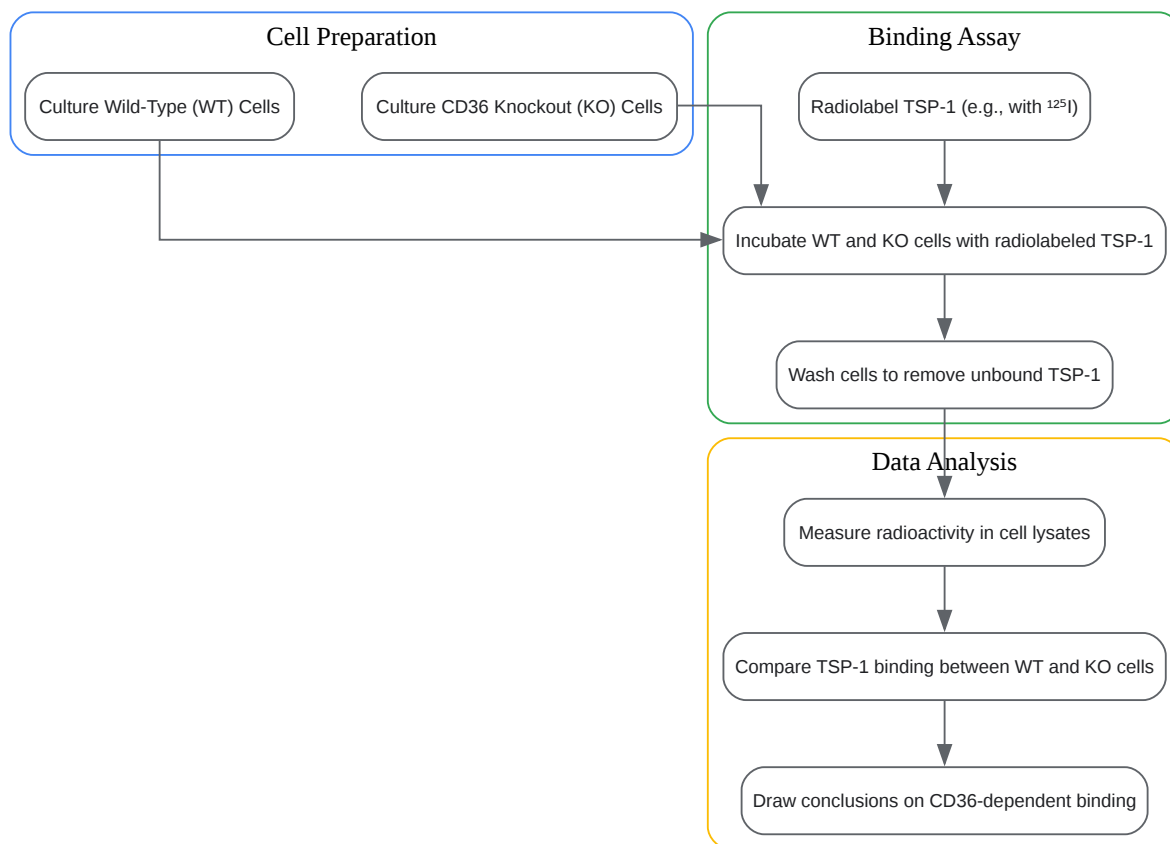 Cell Preparation
Culture Wild-Type (WT) Cells
Culture CD36 Knockout (KO) Cells
Binding Assay
Radiolabel TSP-1 (e.g., with ¹²⁵I)
Incubate WT and KO cells with radiolabeled TSP-1
Wash cells to remove unbound TSP-1
Data Analysis
Measure radioactivity in cell lysates
Compare TSP-1 binding between WT and KO cells
Draw conclusions on CD36-dependent binding